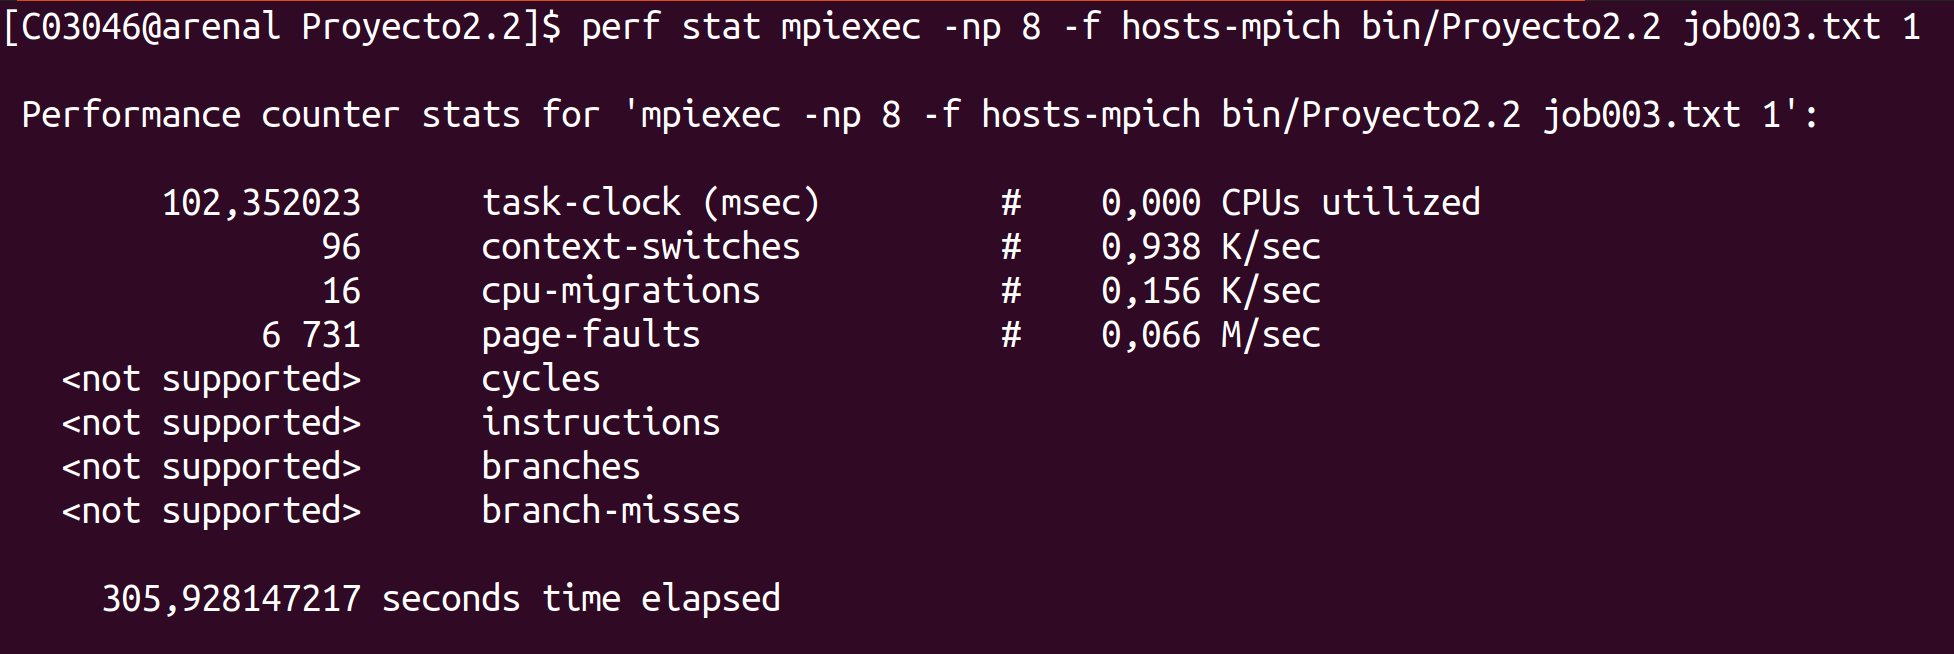 [C03046@arenal Proyecto2.2]$ perf stat mpiexec -np 8 -f hosts-mpich bin/Proyecto2.2 job003.txt 1
Performance counter stats for 'mpiexec -np 8 -f hosts-mpich bin/Proyecto2.2 job003.txt 1':
102,352023 task-clock (msec) # 0,000 CPUs utilized
96 context-switches # 0,938 K/sec
16 cpu-migrations # 0,156 K/sec
6 731 page-faults # 0,066 M/sec
<not supported> cycles
<not supported> instructions
<not supported> branches
<not supported> branch-misses
305,928147217 seconds time elapsed